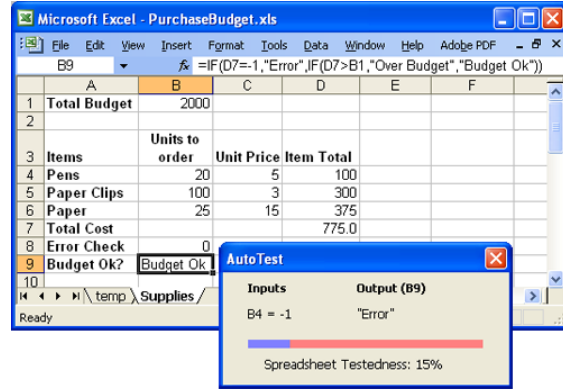 Microsoft Excel - PurchaseBudget.xls
File Edit View Insert Format Tools Data Window Help Adobe PDF
B9 fx =IF(D7=-1,"Error",IF(D7>B1,"Over Budget","Budget Ok"))
A B C D E F
1 Total Budget 2000
2
Units to
3 Items order Unit Price Item Total
4 Pens 20 5 100
5 Paper Clips 100 3 300
6 Paper 25 15 375
7 Total Cost 775.0
8 Error Check 0
9 Budget Ok? Budget Ok
10
temp Supplies
Ready
AutoTest
Inputs Output (B9)
B4 = -1 "Error"
Spreadsheet Testedness: 15%